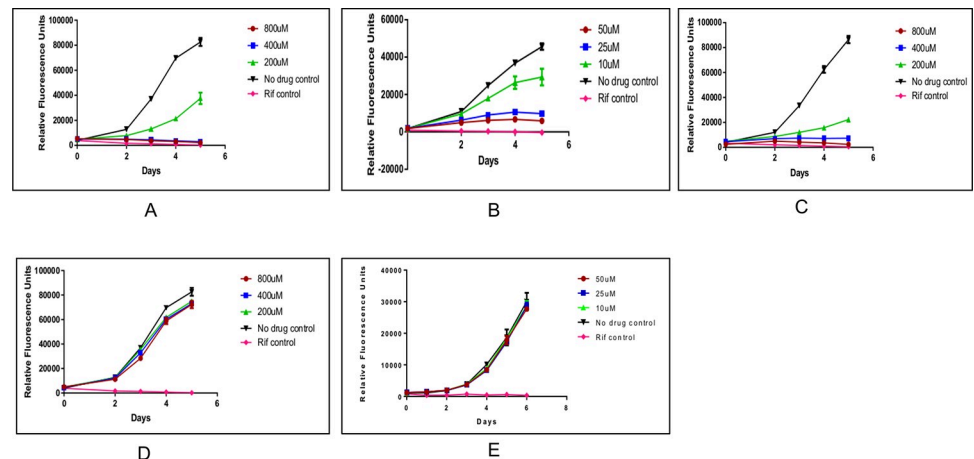 Relative Fluorescence Units
100000
80000
60000
40000
20000
0
0
2
4
6
Days
800uM
400uM
200uM
No drug control
Rif control
A
Relative Fluorescence Units
60000
40000
20000
0
-20000
2
4
6
Days
50uM
25uM
10uM
No drug control
Rif control
B
Relative Fluorescence Units
100000
80000
60000
40000
20000
0
0
2
4
6
Days
800uM
400uM
200uM
No drug control
Rif control
C
Relative Fluorescence Units
100000
80000
60000
40000
20000
0
0
2
4
6
Days
800uM
400uM
200uM
No drug control
Rif control
D
Relative Fluorescence Units
40000
30000
20000
10000
0
0
2
4
6
8
Days
50uM
25uM
10uM
No drug control
Rif control
E